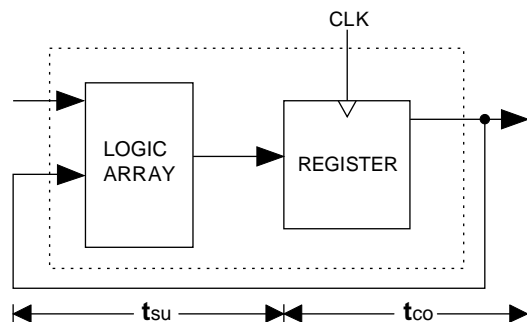 CLK
LOGIC
ARRAY
REGISTER
tsu
tco